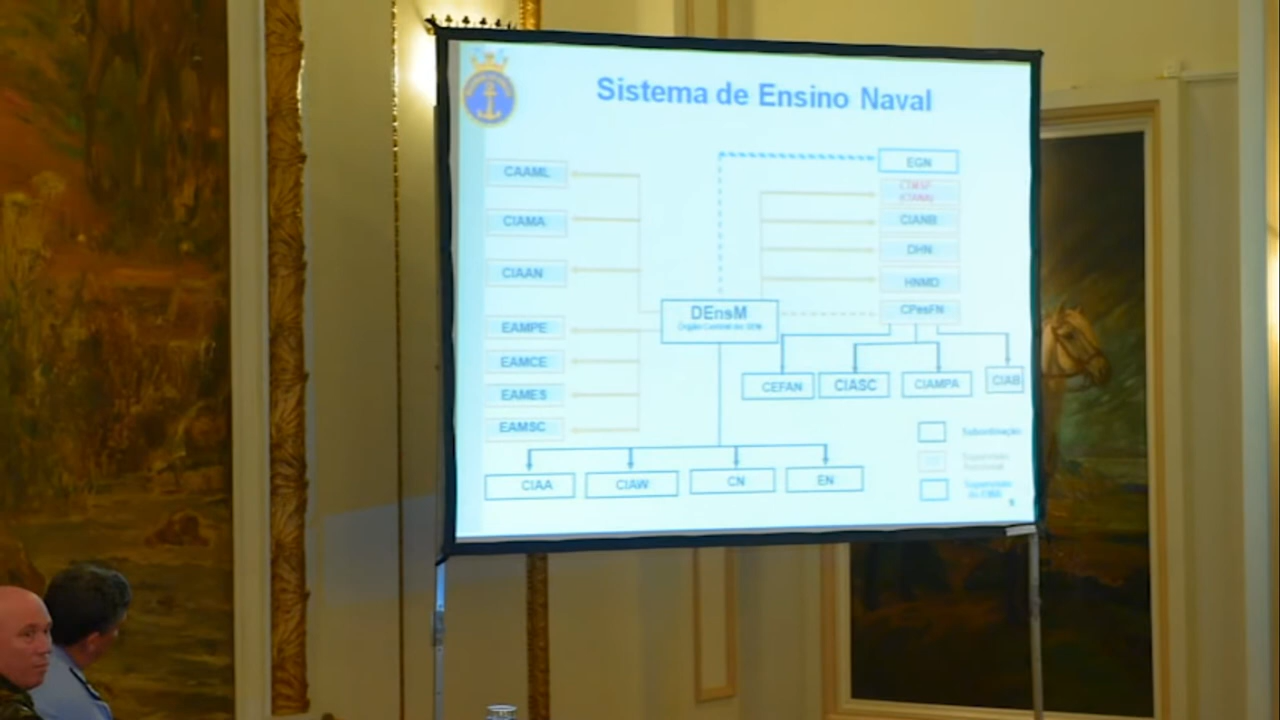 Sistema de Ensino Naval
EGN
CAAML
CIAMA
CIANB
CIAAN
DHN
HNMD
DEnsM
CPesFN
EAMPE
EAMCE
EAMES
EAMSC
CEFAN
CIASC
CIAMPA
CIAB
Subordinação
CIAA
CIAW
CN
EN